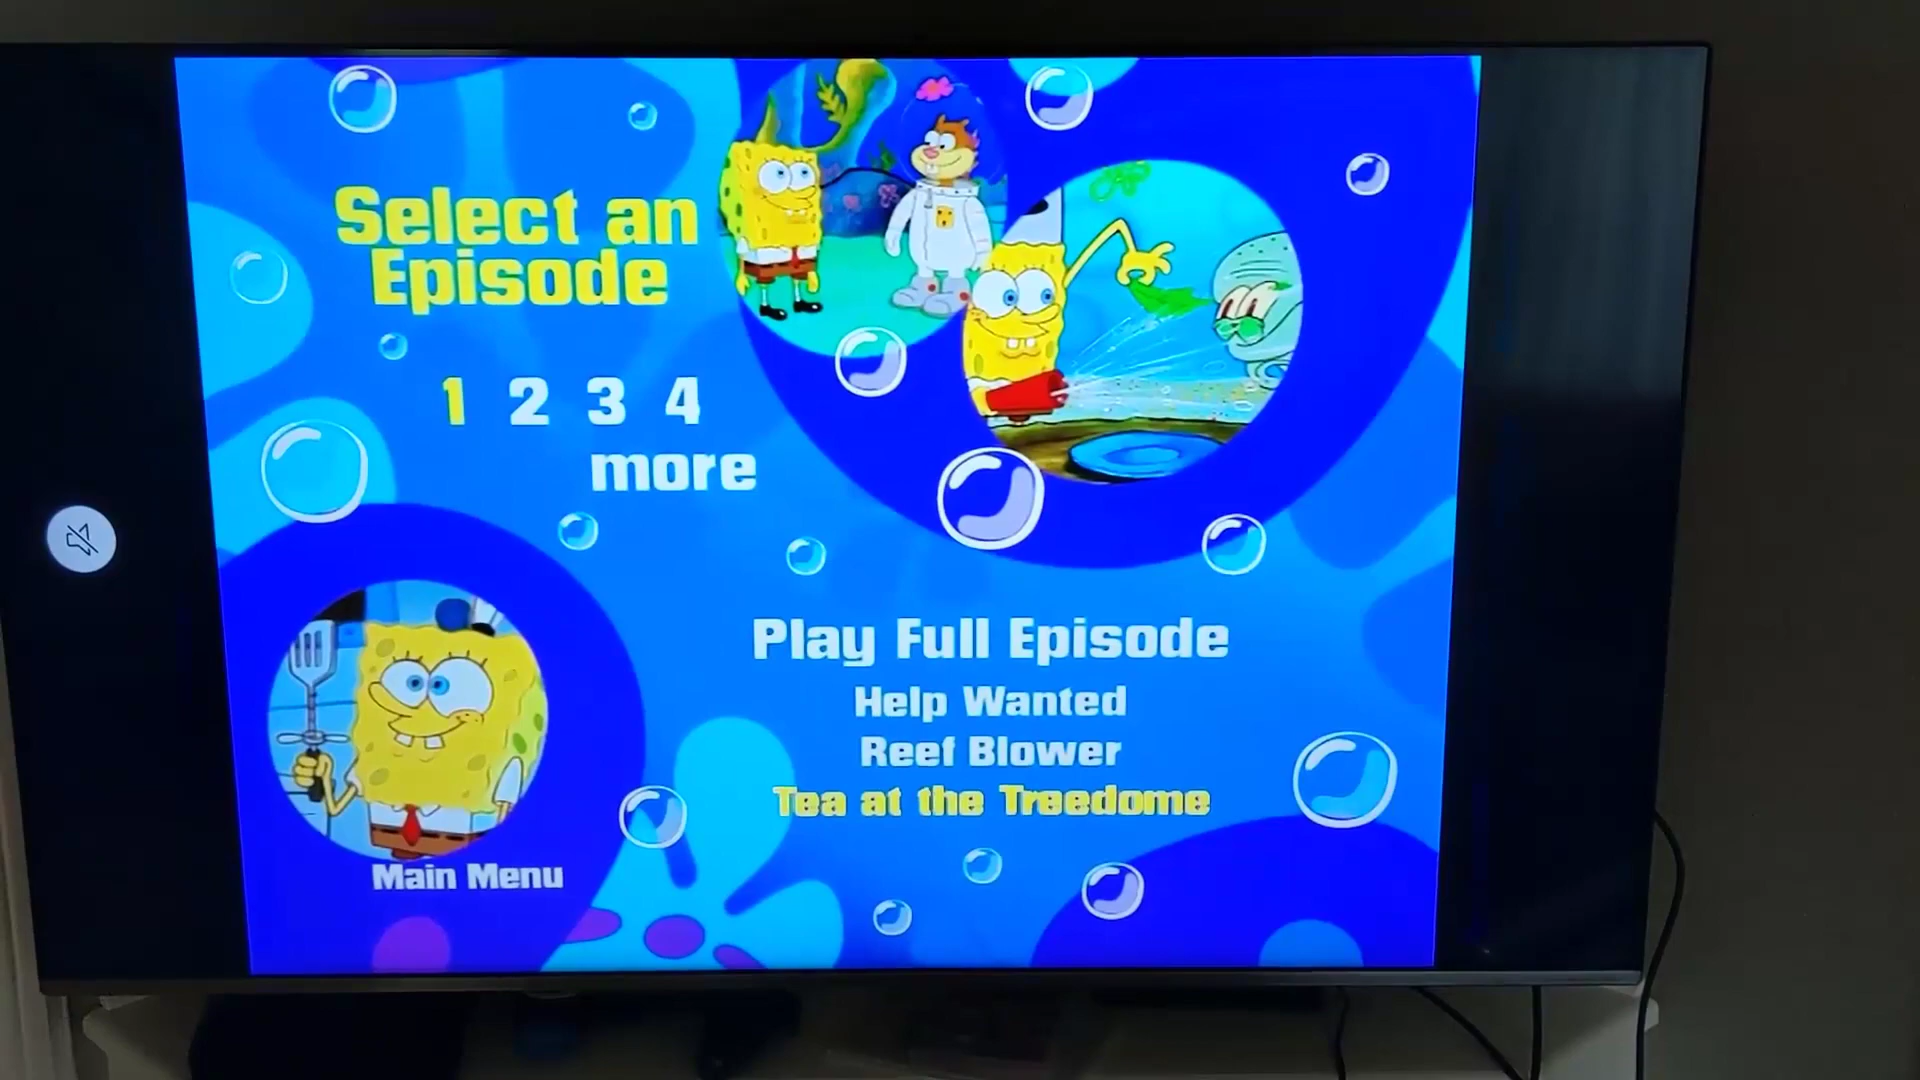 Select an
Episode
1 2 3 4
more
Play Full Episode
Help Wanted
Reef Blower
Tea at the Treedome
Main Menu